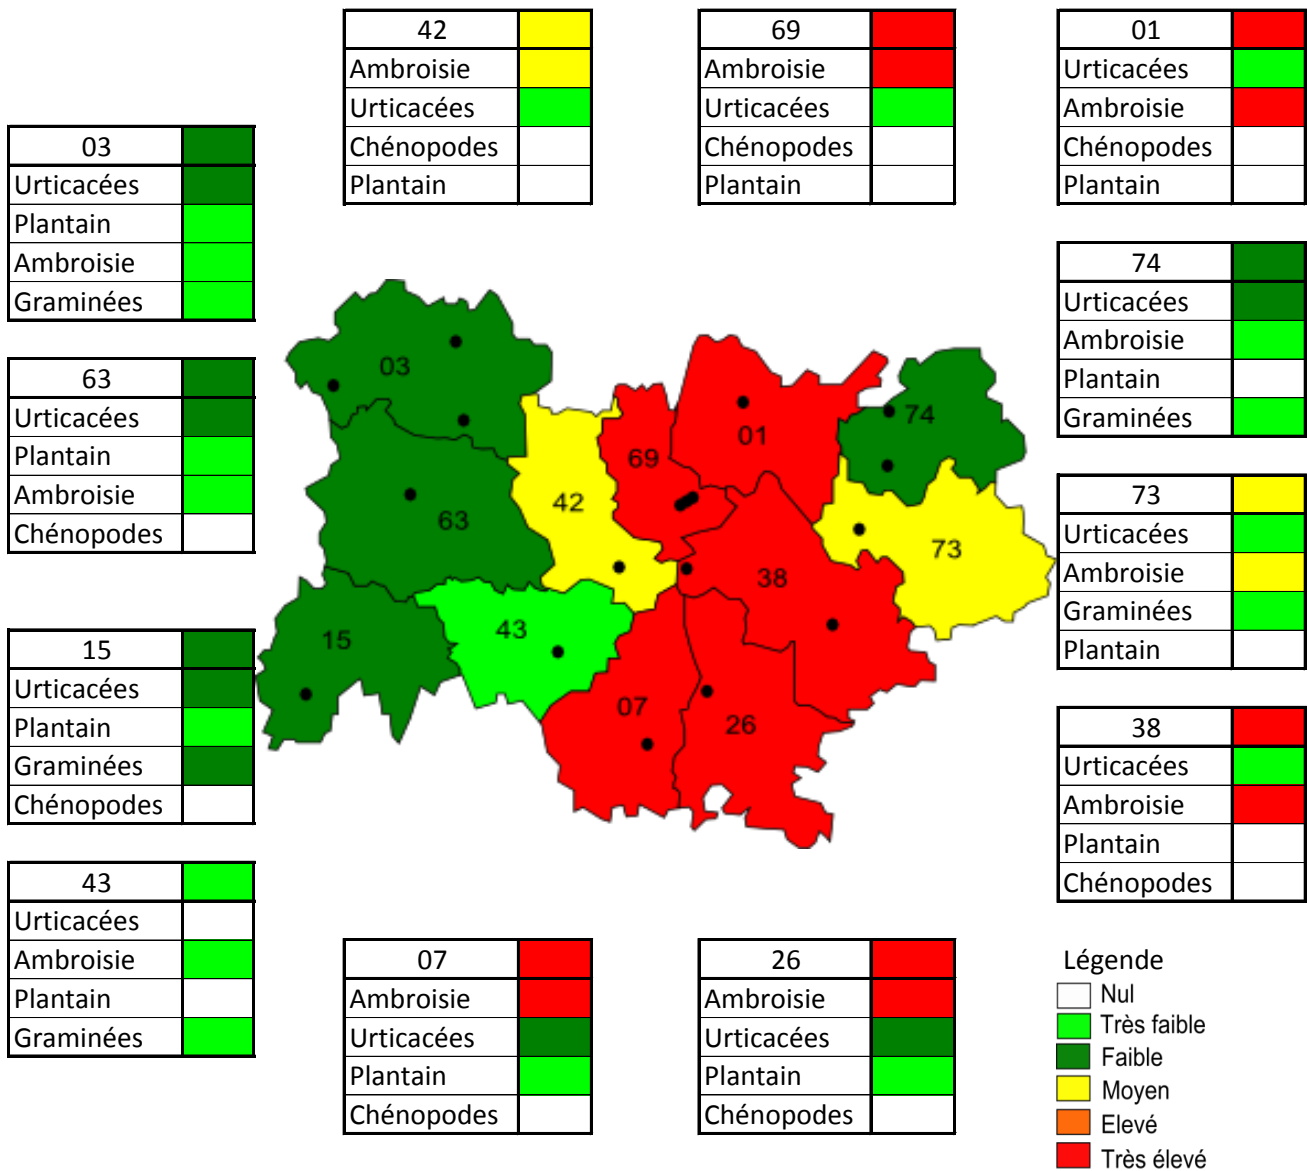 42
Ambroisie
Urticacées
Chénopodes
Plantain
69
Ambroisie
Urticacées
Chénopodes
Plantain
01
Urticacées
Ambroisie
Chénopodes
Plantain
03
Urticacées
Plantain
Ambroisie
Graminées
74
Urticacées
Ambroisie
Plantain
Graminées
63
Urticacées
Plantain
Ambroisie
Chénopodes
73
Urticacées
Ambroisie
Graminées
Plantain
15
Urticacées
Plantain
Graminées
Chénopodes
38
Urticacées
Ambroisie
Plantain
Chénopodes
43
Urticacées
Ambroisie
Plantain
Graminées
07
Ambroisie
Urticacées
Plantain
Chénopodes
26
Ambroisie
Urticacées
Plantain
Chénopodes
03
74
01
69
42
63
73
38
43
15
07
26
Légende
Nul
Très faible
Faible
Moyen
Elevé
Très élevé